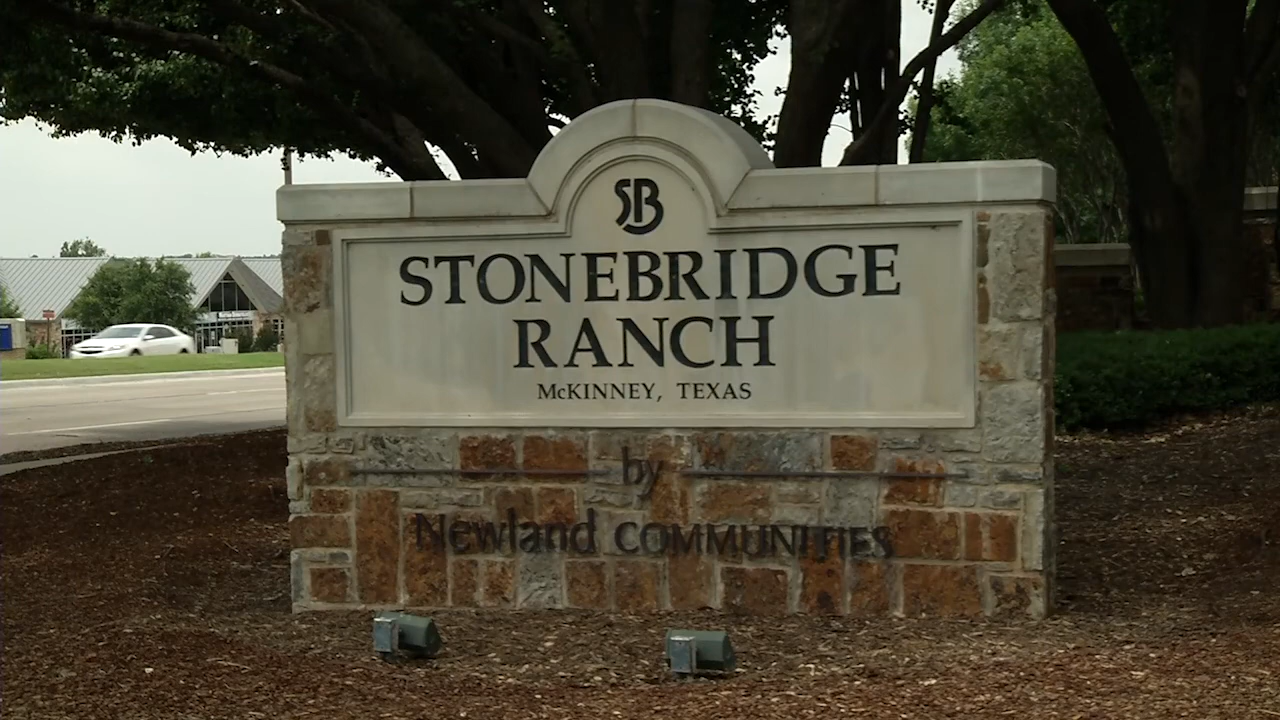 SB
STONEBRIDGE
RANCH
McKINNEY, TEXAS
by
Newland COMMUNITIES